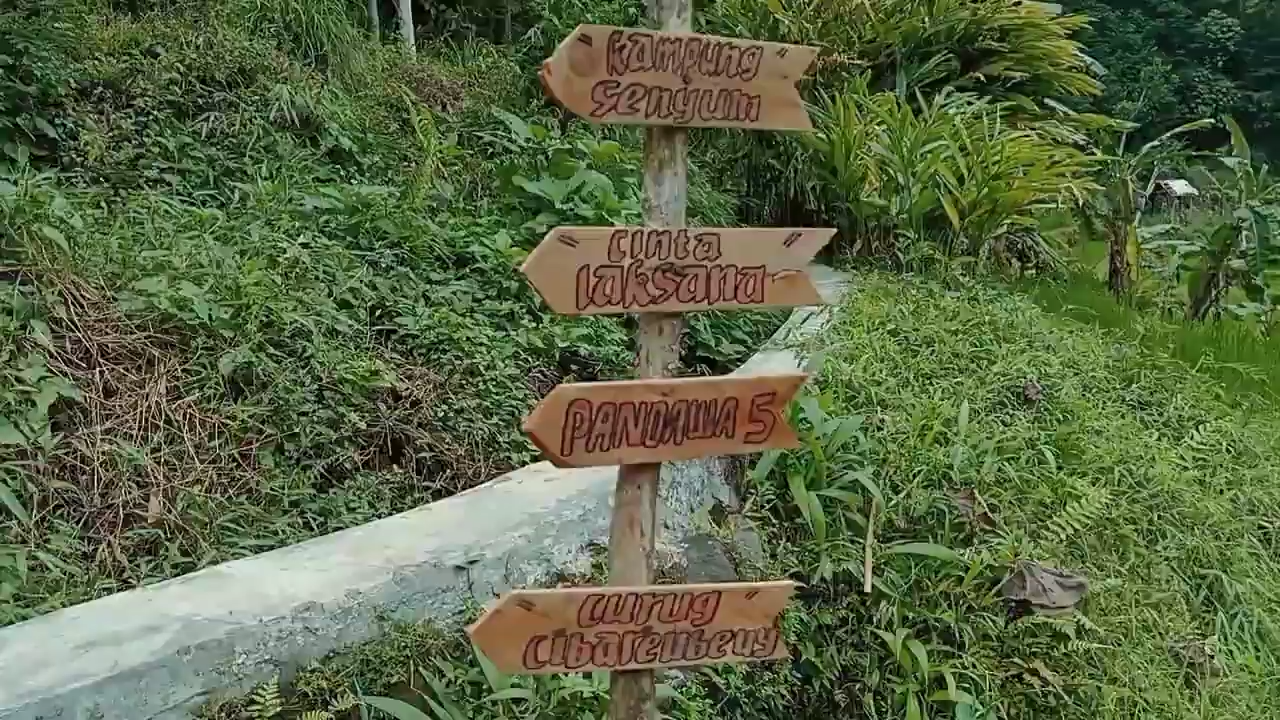 "Kampung"
Senyum
"cinta"
laksana
PANDAWA 5
"curug"
cibareubeuy